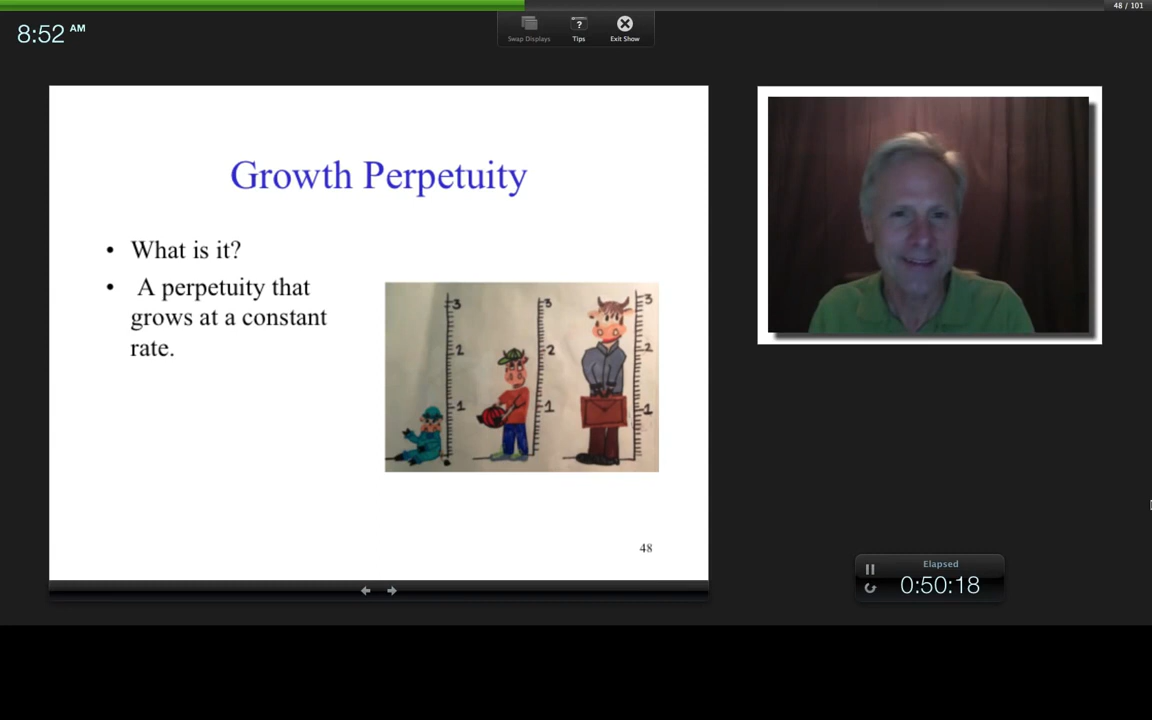 48 / 101
8:52 AM
Swap Displays
?
Tips
Exit Show
Growth Perpetuity
• What is it?
• A perpetuity that
grows at a constant
rate.
3
2
1
3
2
1
3
2
1
48
Elapsed
0:50:18